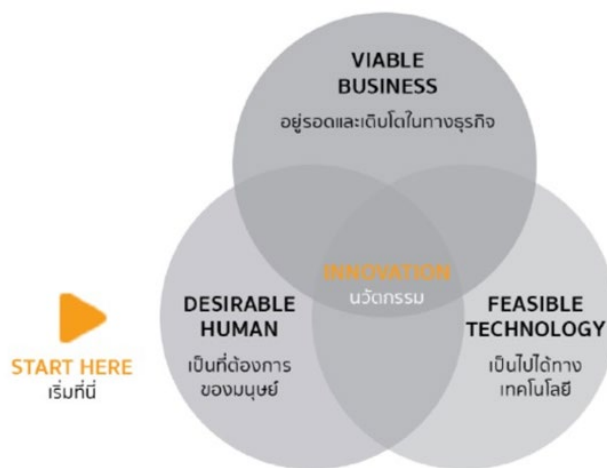 VIABLE
BUSINESS
อยู่รอดและเติบโตในทางธุรกิจ
INNOVATION
นวัตกรรม
DESIRABLE
HUMAN
เป็นที่ต้องการ
ของมนุษย์
FEASIBLE
TECHNOLOGY
เป็นไปได้ทาง
เทคโนโลยี
START HERE
เริ่มที่นี่